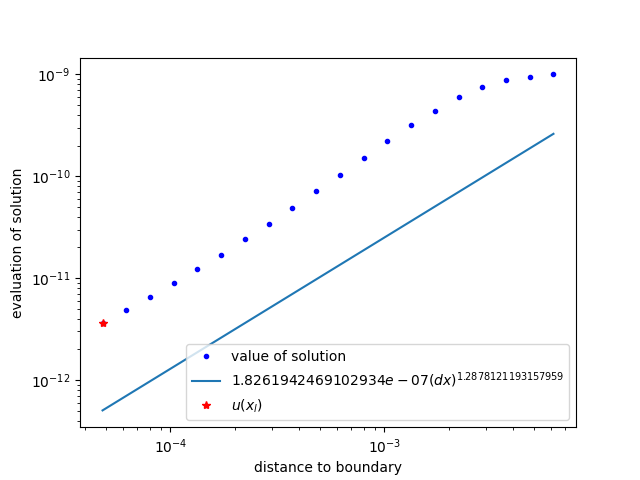 10⁻⁹
10⁻¹⁰
10⁻¹¹
10⁻¹²
evaluation of solution
value of solution
1.8261942469102934e − 07(dx)^1.2878121193157959
u(x_l)
10⁻⁴ 10⁻³
distance to boundary